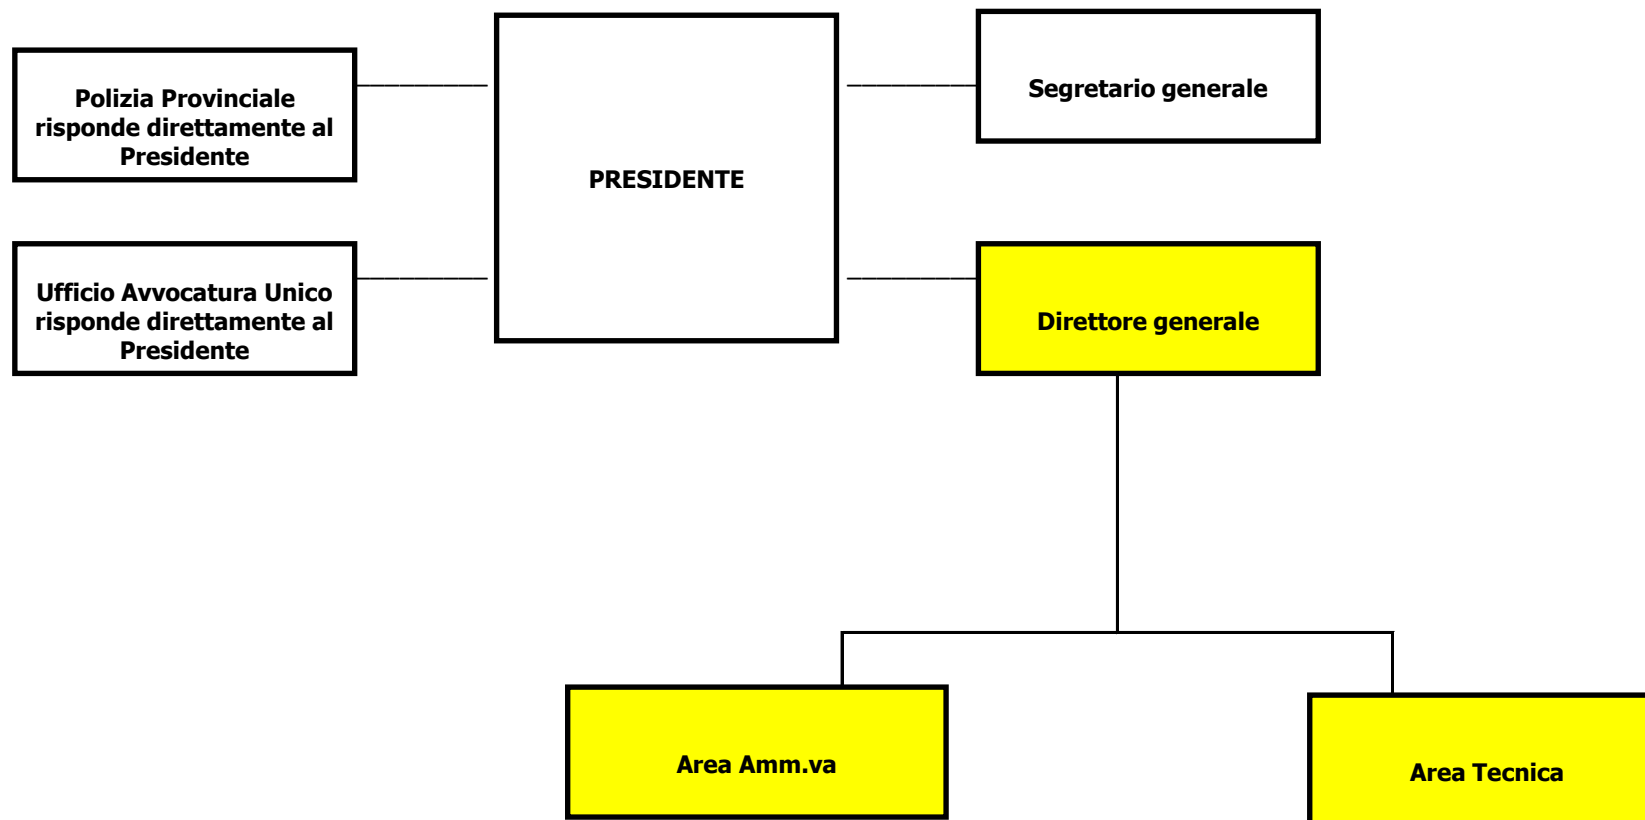 Polizia Provinciale
risponde direttamente al
Presidente
PRESIDENTE
Segretario generale
Ufficio Avvocatura Unico
risponde direttamente al
Presidente
Direttore generale
Area Amm.va
Area Tecnica